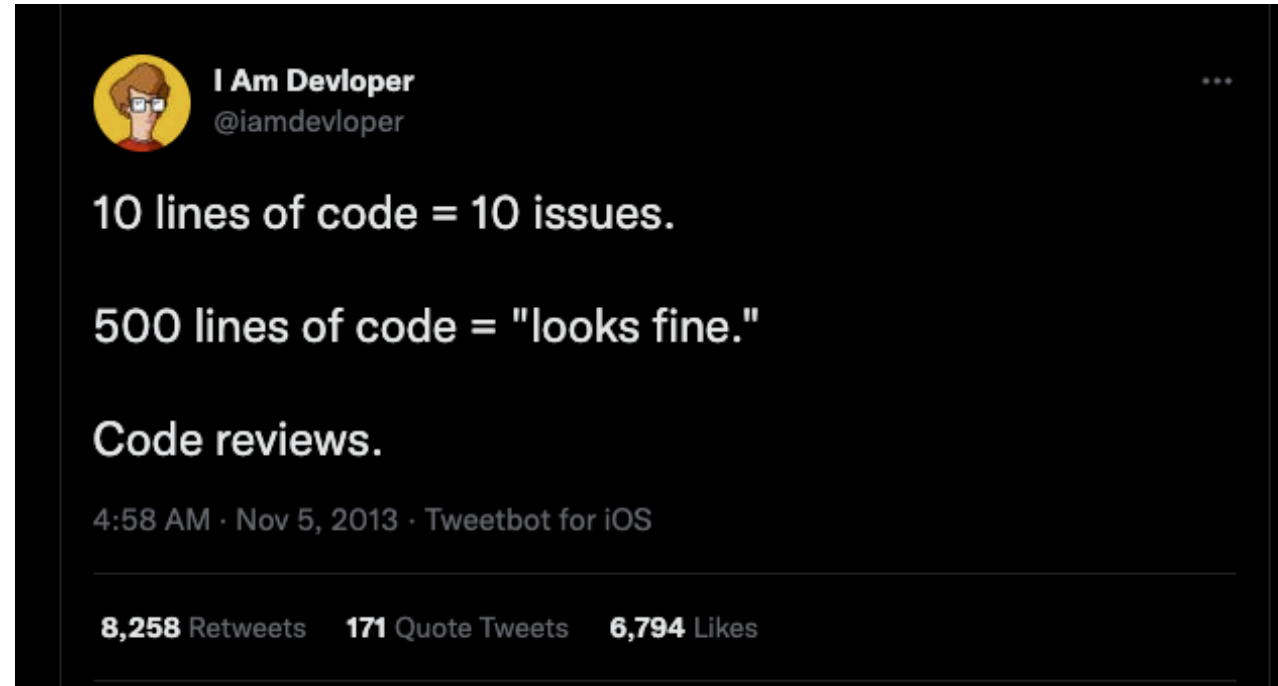 I Am Devloper
@iamdevloper
10 lines of code = 10 issues.
500 lines of code = "looks fine."
Code reviews.
4:58 AM · Nov 5, 2013 · Tweetbot for iOS
8,258 Retweets 171 Quote Tweets 6,794 Likes